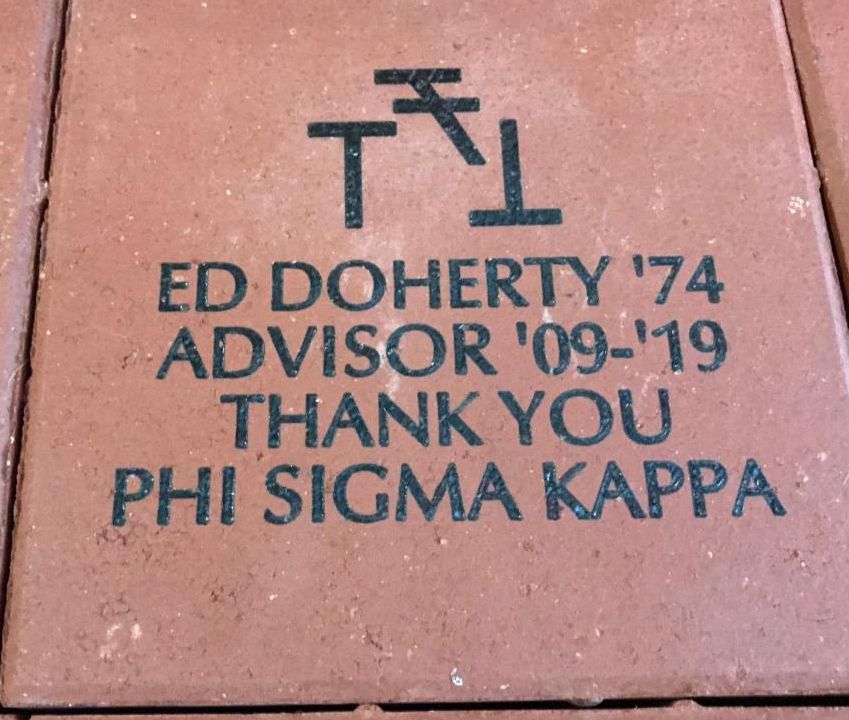 ED DOHERTY '74
ADVISOR '09-'19
THANK YOU
PHI SIGMA KAPPA